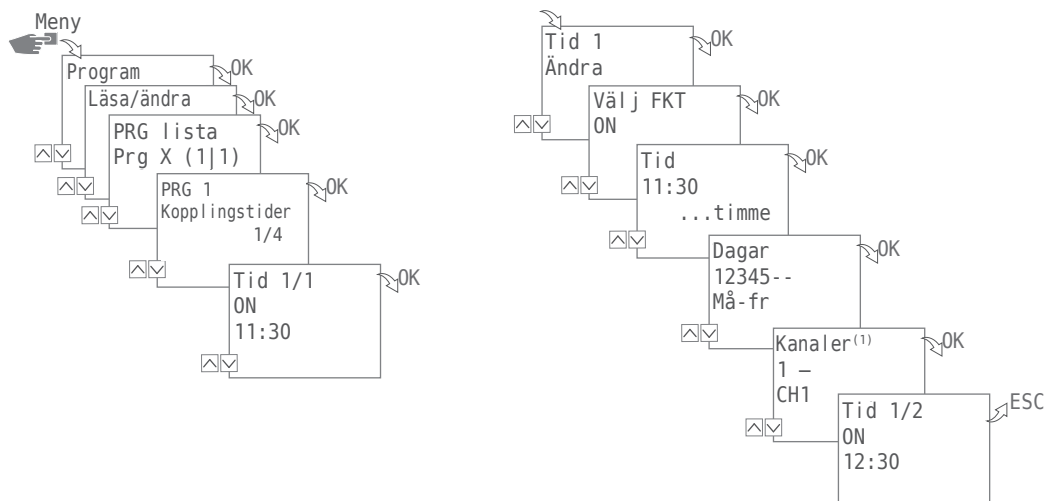 Meny
Program
OK
Läsa/ändra
OK
PRG lista
Prg X (1|1)
OK
PRG 1
Kopplingstider
1/4
OK
Tid 1/1
ON
11:30
OK
Tid 1
Ändra
OK
Välj FKT
ON
OK
Tid
11:30
...timme
OK
Dagar
12345--
Må-fr
OK
Kanaler(1)
1 –
CH1
OK
Tid 1/2
ON
12:30
ESC